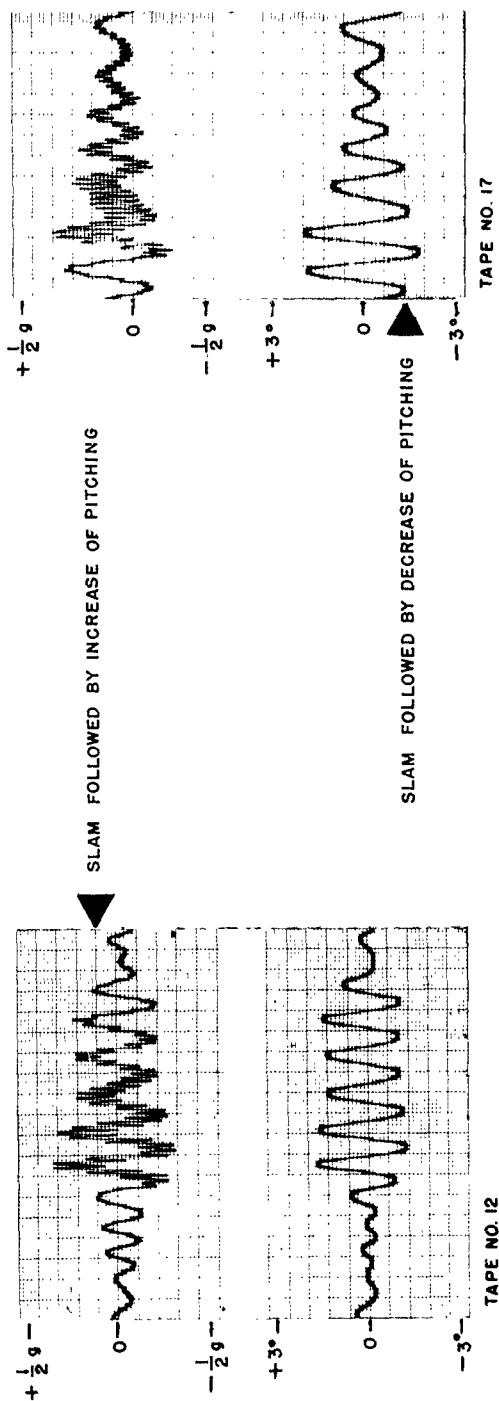 + 1/2 g
0
- 1/2 g
+3°
0
-3°
TAPE NO. 12
SLAM FOLLOWED BY INCREASE OF PITCHING
SLAM FOLLOWED BY DECREASE OF PITCHING
+ 1/2 g
0
- 1/2 g
+3°
0
-3°
TAPE NO. 17